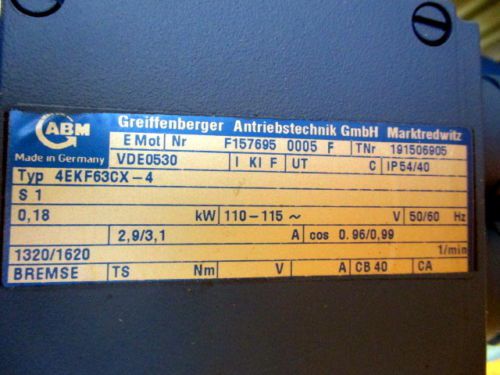 ABM
Made in Germany
Greiffenberger Antriebstechnik GmbH Marktredwitz
E Mot Nr F157695 0005 F TNr 191506905
VDE0530 I Kl F UT C IP54/40
Typ 4EKF63CX-4
S 1
0,18 kW 110-115 ~ V 50/60 Hz
2,9/3,1 A cos 0.96/0,99
1320/1620 1/min
BREMSE TS Nm V A CB 40 CA